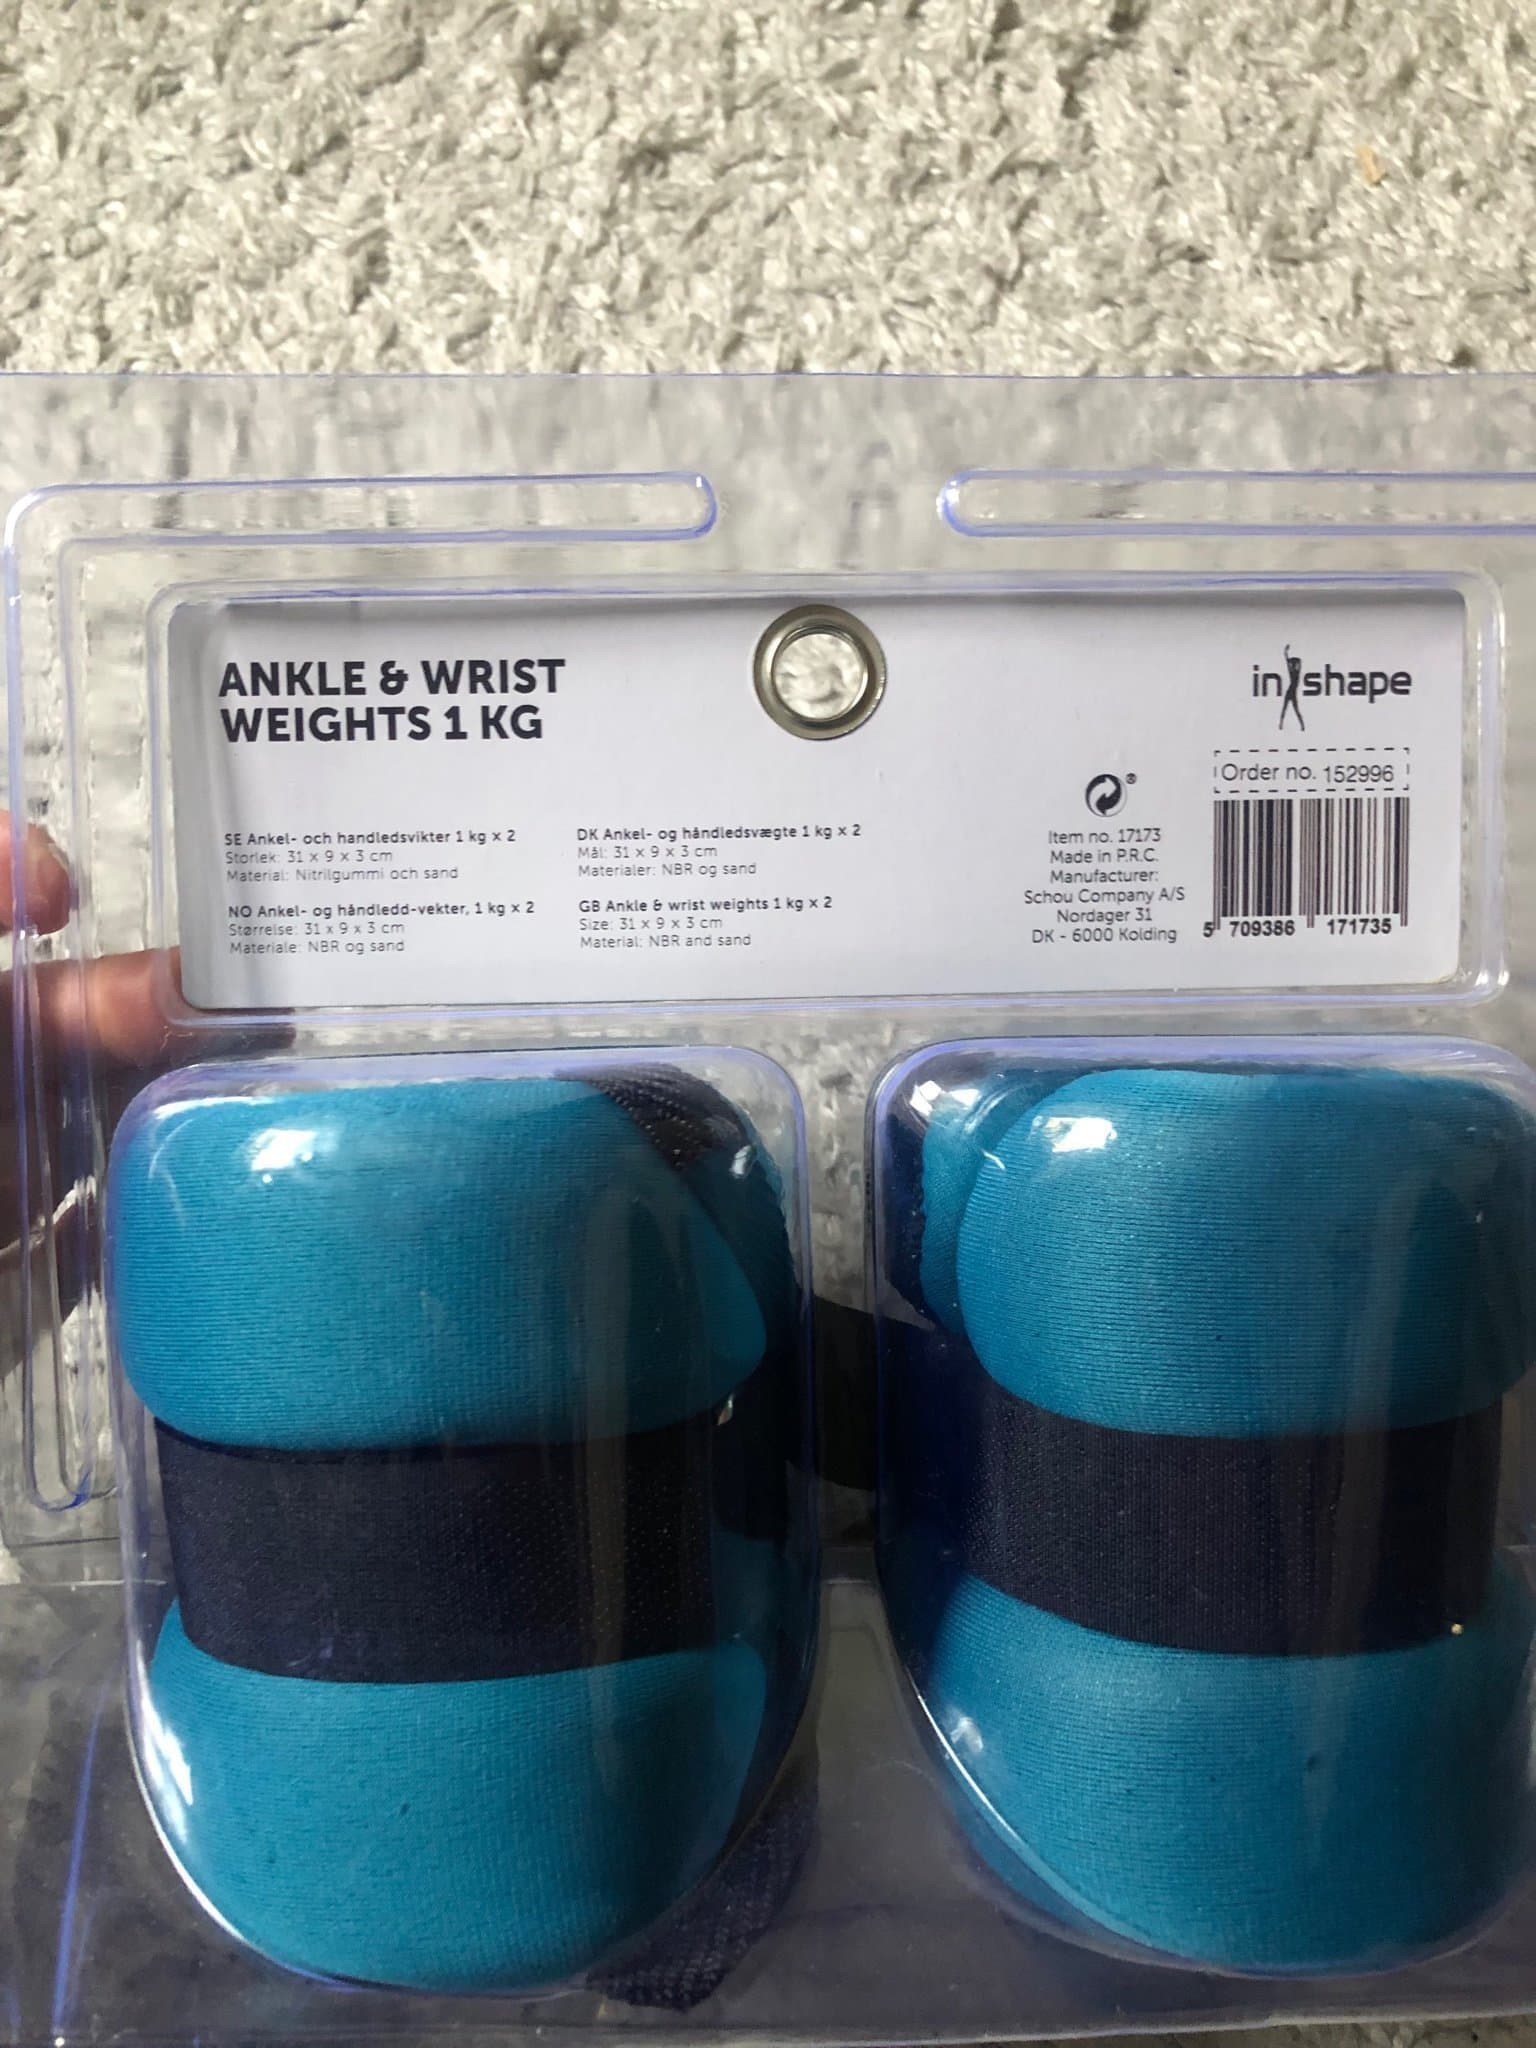 ANKLE & WRIST
WEIGHTS 1 KG
SE Ankel- och handledsvikter 1 kg x 2
Storlek: 31 x 9 x 3 cm
Material: Nitrilgummi och sand
NO Ankel- og håndledd-vekter, 1 kg x 2
Størrelse: 31 x 9 x 3 cm
Materiale: NBR og sand
DK Ankel- og håndledsvægte 1 kg x 2
Mål: 31 x 9 x 3 cm
Materialer: NBR og sand
GB Ankle & wrist weights 1 kg x 2
Size: 31 x 9 x 3 cm
Material: NBR and sand
in shape
Order no. 152996
®
Item no. 17173
Made in P.R.C.
Manufacturer:
Schou Company A/S
Nordager 31
DK - 6000 Kolding
5 709386 171735